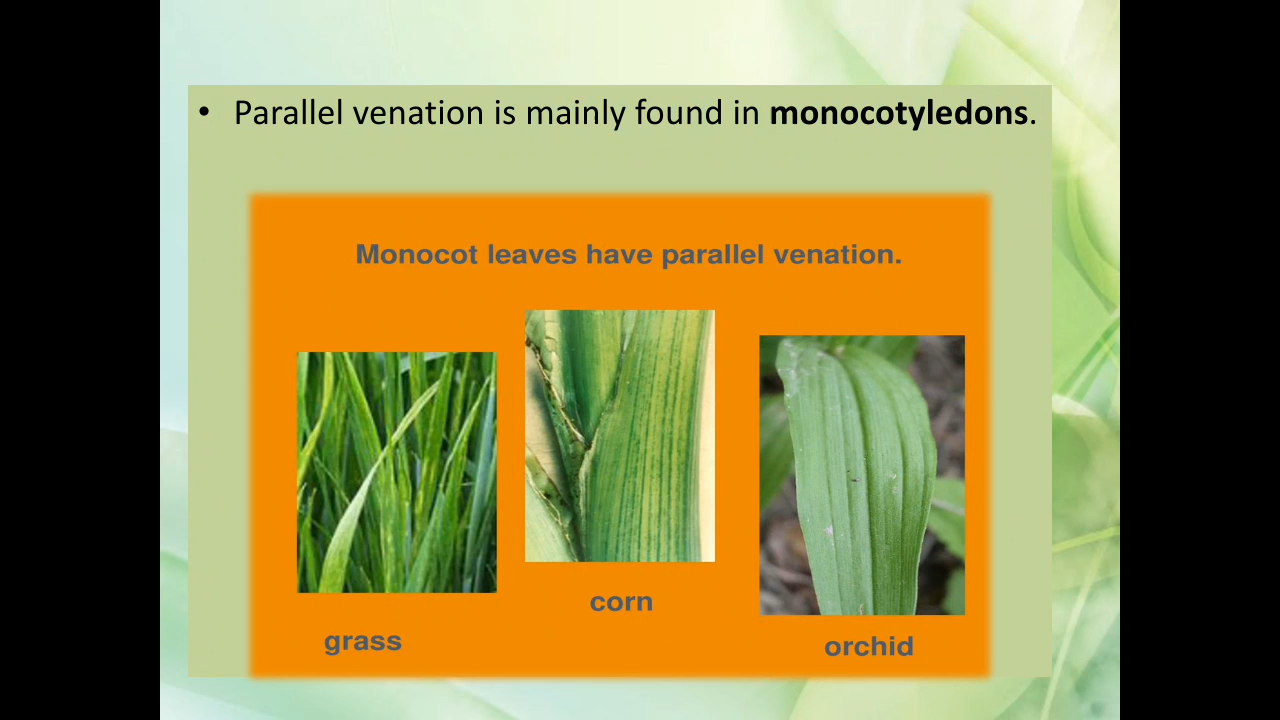 • Parallel venation is mainly found in monocotyledons.
Monocot leaves have parallel venation.
corn
grass
orchid